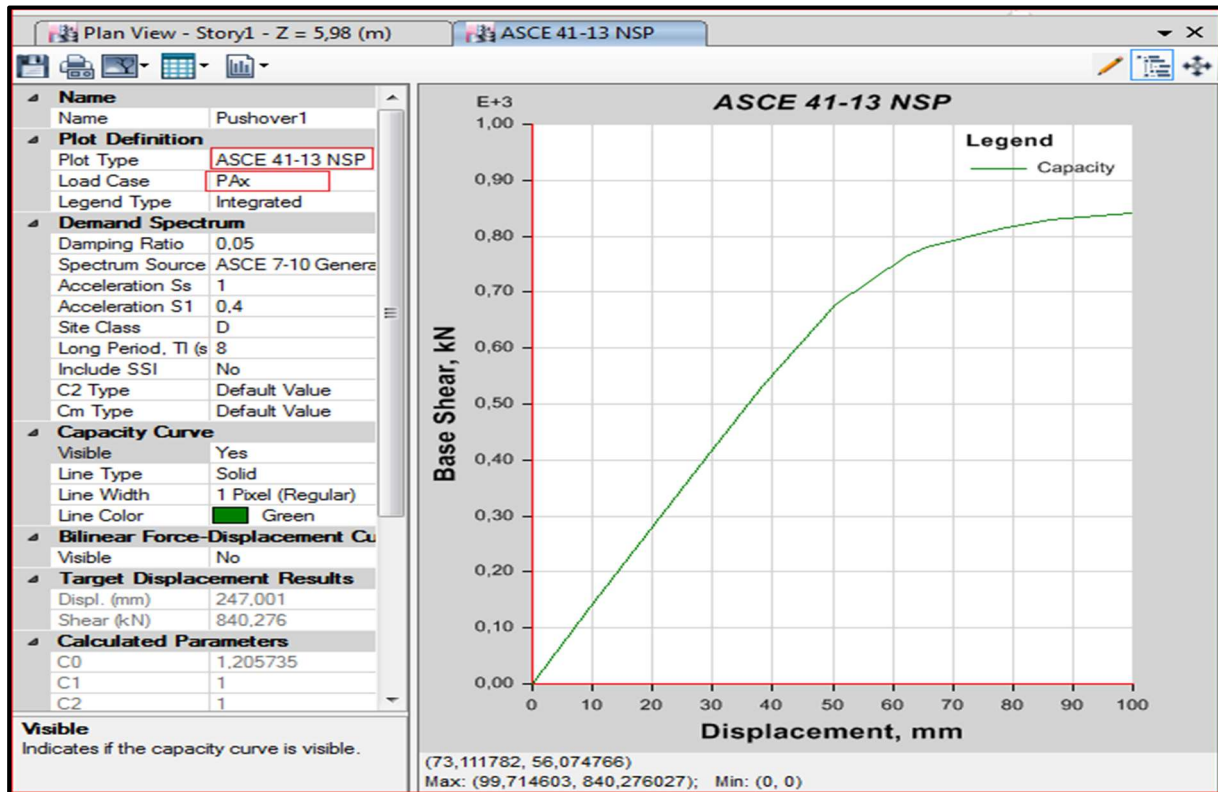 Plan View - Story1 - Z = 5,98 (m)
ASCE 41-13 NSP
Name
Name Pushover1
Plot Definition
Plot Type ASCE 41-13 NSP
Load Case PAx
Legend Type Integrated
Demand Spectrum
Damping Ratio 0,05
Spectrum Source ASCE 7-10 Genera
Acceleration Ss 1
Acceleration S1 0,4
Site Class D
Long Period, Tl (s 8
Include SSI No
C2 Type Default Value
Cm Type Default Value
Capacity Curve
Visible Yes
Line Type Solid
Line Width 1 Pixel (Regular)
Line Color Green
Bilinear Force-Displacement Cu
Visible No
Target Displacement Results
Displ. (mm) 247,001
Shear (kN) 840,276
Calculated Parameters
C0 1,205735
C1 1
C2 1
Visible
Indicates if the capacity curve is visible.
E+3
ASCE 41-13 NSP
Legend
Capacity
1,00
0,90
0,80
0,70
0,60
0,50
0,40
0,30
0,20
0,10
0,00
Base Shear, kN
0 10 20 30 40 50 60 70 80 90 100
Displacement, mm
(73,111782, 56,074766)
Max: (99,714603, 840,276027); Min: (0, 0)